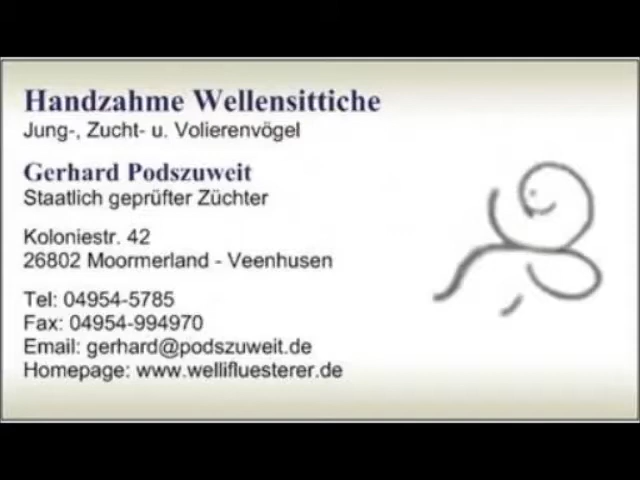 Handzahme Wellensittiche
Jung-, Zucht- u. Volierenvögel
Gerhard Podszuweit
Staatlich geprüfter Züchter
Koloniestr. 42
26802 Moormerland - Veenhusen
Tel: 04954-5785
Fax: 04954-994970
Email: gerhard@podszuweit.de
Homepage: www.wellifluesterer.de